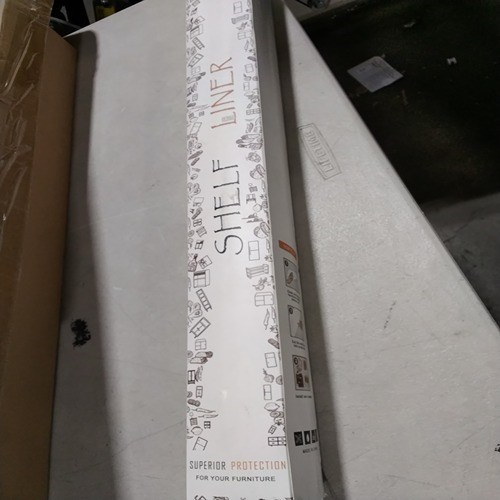 SHELF LINER
SUPERIOR PROTECTION
FOR YOUR FURNITURE